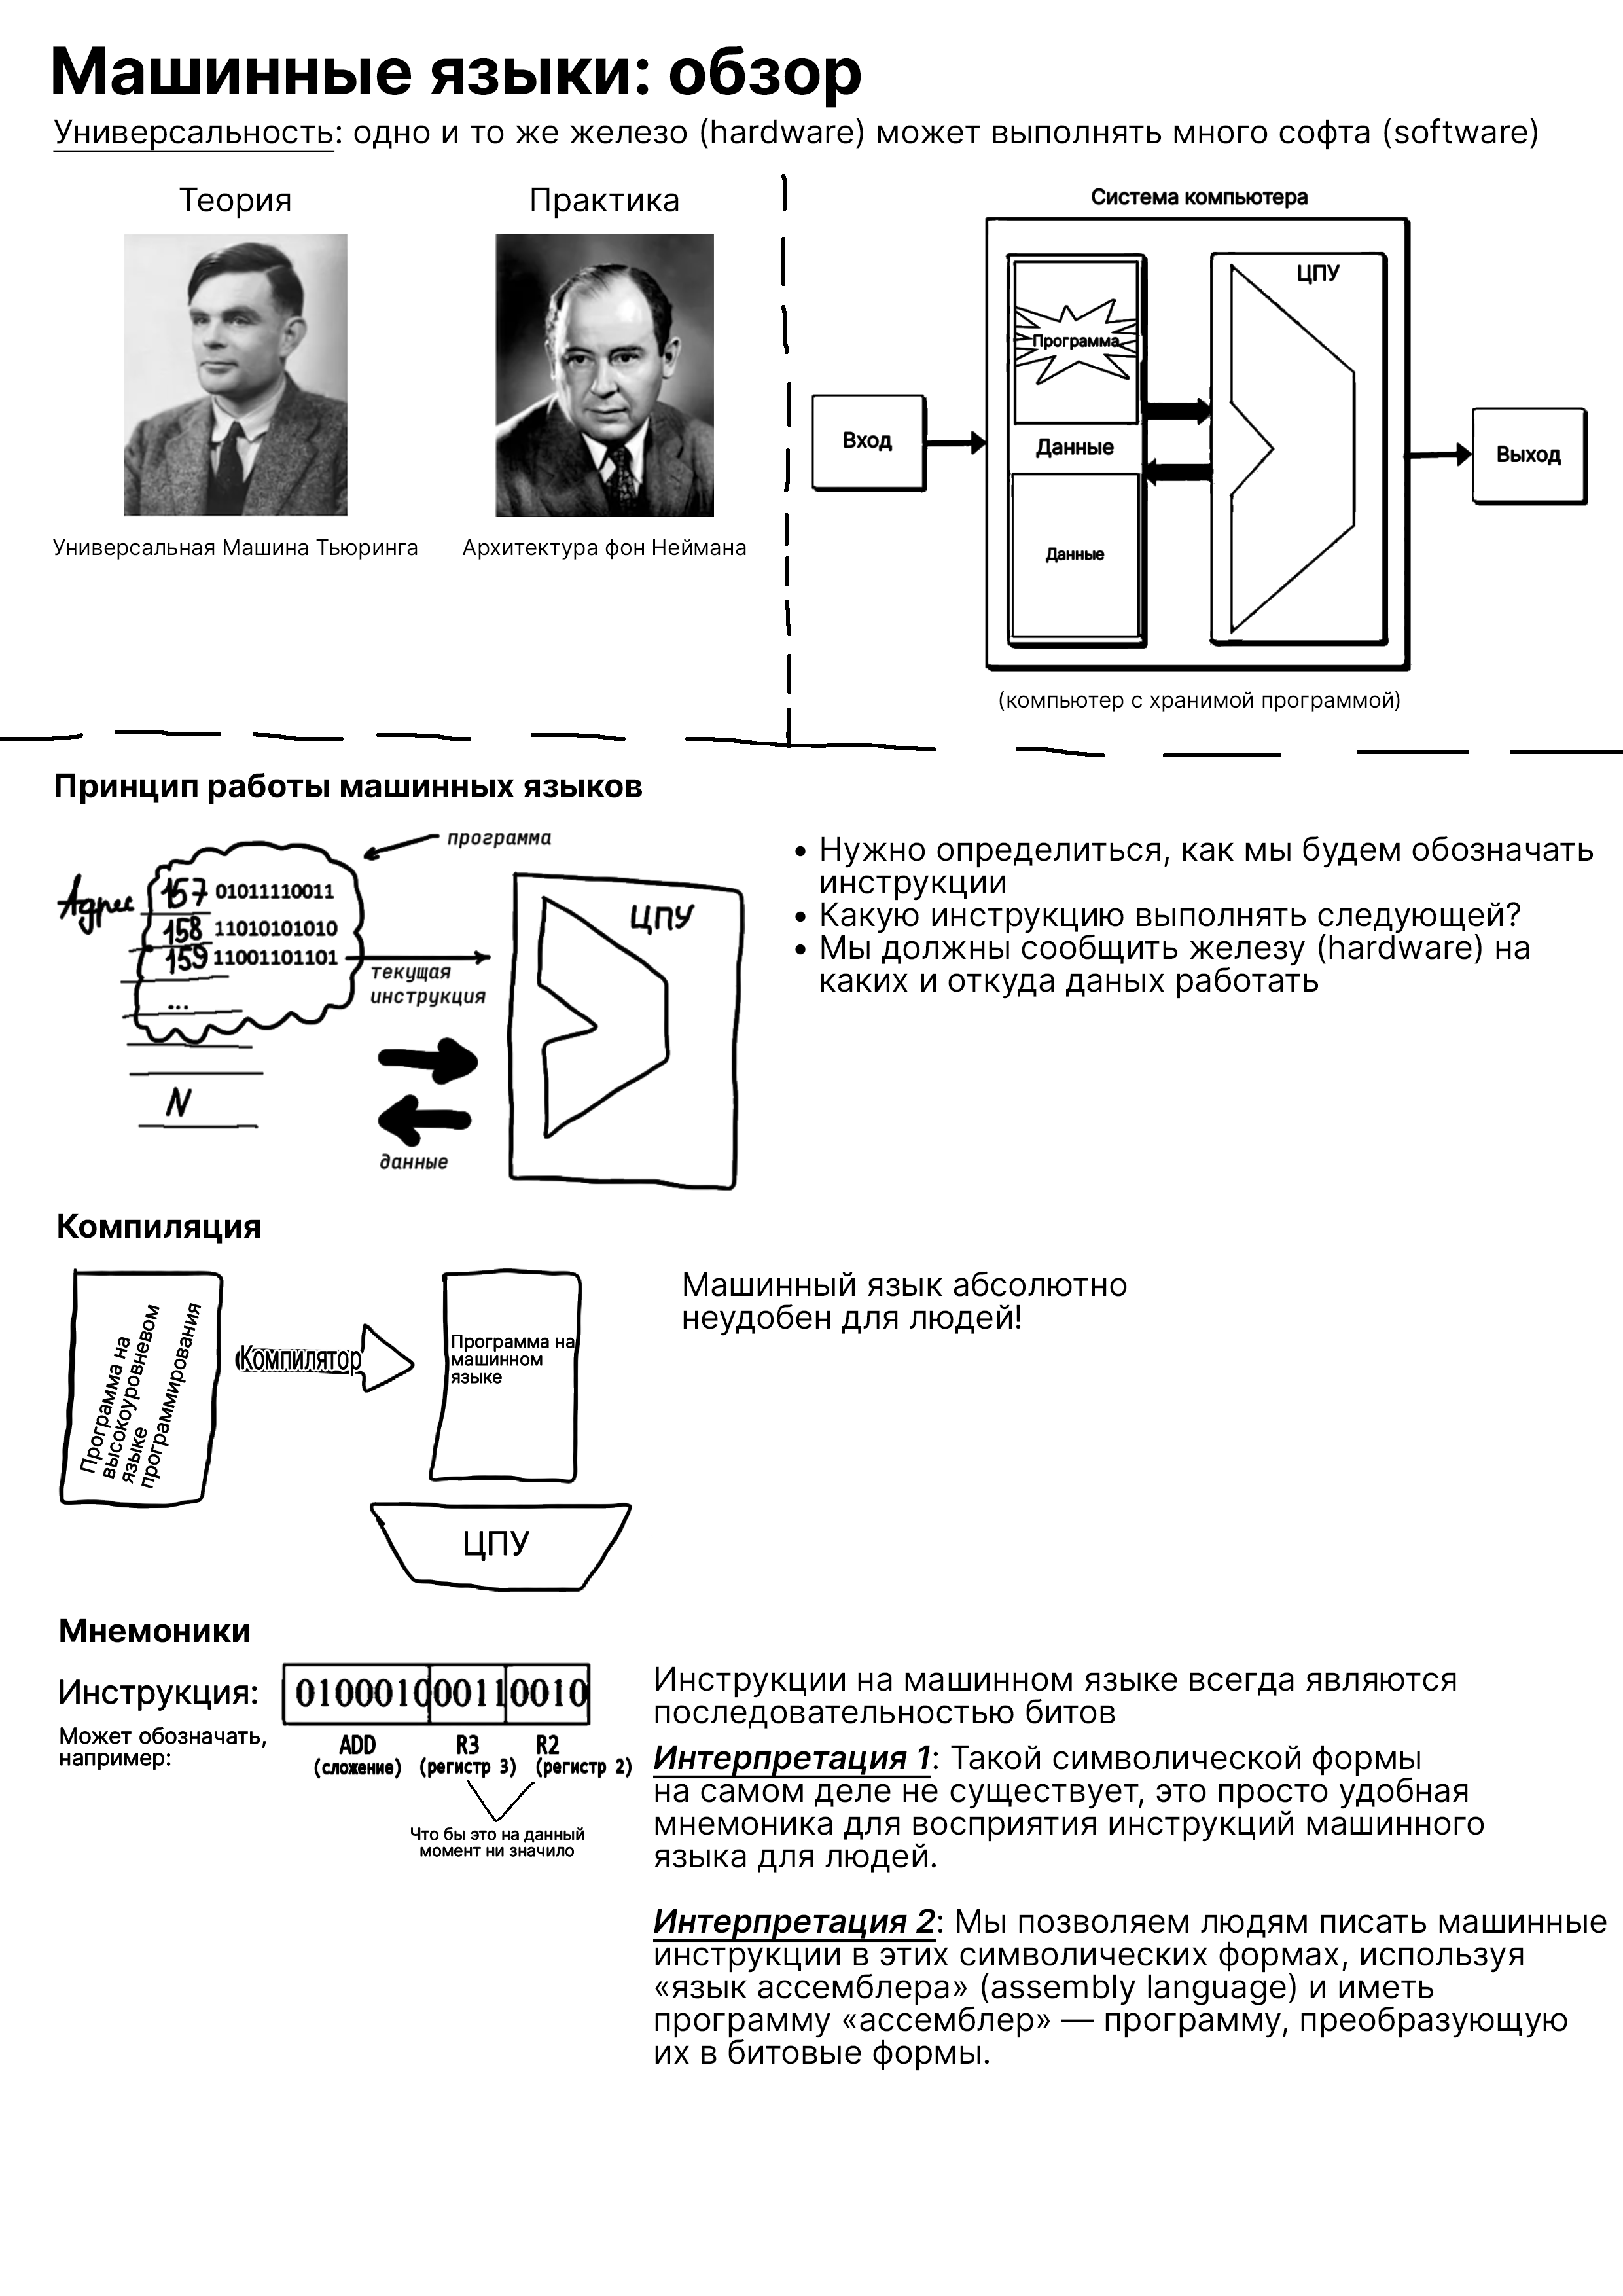 Машинные языки: обзор
Универсальность: одно и то же железо (hardware) может выполнять много софта (software)
Теория
Практика
Универсальная Машина Тьюринга
Архитектура фон Неймана
Система компьютера
ЦПУ
Программа
Вход
Данные
Выход
Данные
(компьютер с хранимой программой)
Принцип работы машинных языков
программа
Адрес
157 01011110011
158 11010101010
159 11001101101
...
N
текущая
инструкция
данные
ЦПУ
• Нужно определиться, как мы будем обозначать
инструкции
• Какую инструкцию выполнять следующей?
• Мы должны сообщить железу (hardware) на
каких и откуда даных работать
Компиляция
Программа на
высокоуровневом
языке
программирования
Компилятор
Программа на
машинном
языке
ЦПУ
Машинный язык абсолютно
неудобен для людей!
Мнемоники
Инструкция:
0100010 0011 0010
Может обозначать,
например:
ADD R3 R2
(сложение) (регистр 3) (регистр 2)
Что бы это на данный
момент ни значило
Инструкции на машинном языке всегда являются
последовательностью битов
Интерпретация 1: Такой символической формы
на самом деле не существует, это просто удобная
мнемоника для восприятия инструкций машинного
языка для людей.
Интерпретация 2: Мы позволяем людям писать машинные
инструкции в этих символических формах, используя
«язык ассемблера» (assembly language) и иметь
программу «ассемблер» — программу, преобразующую
их в битовые формы.